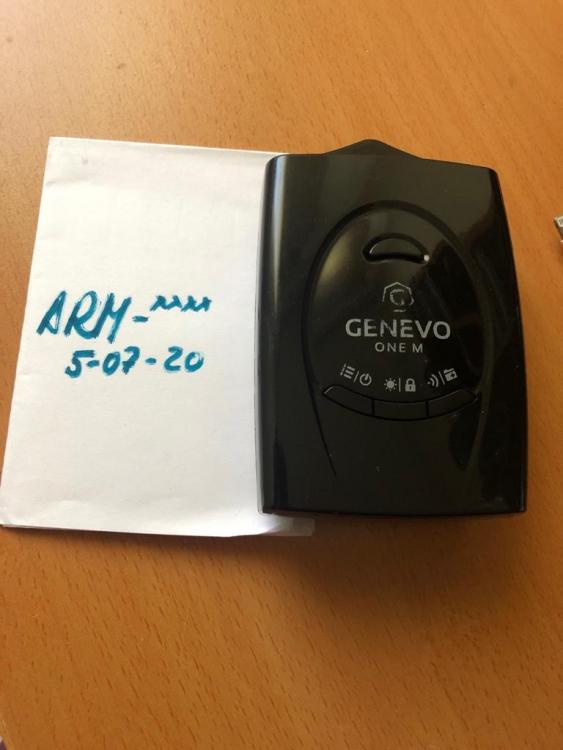 ARM-****
5-07-20
GENEVO
ONE M